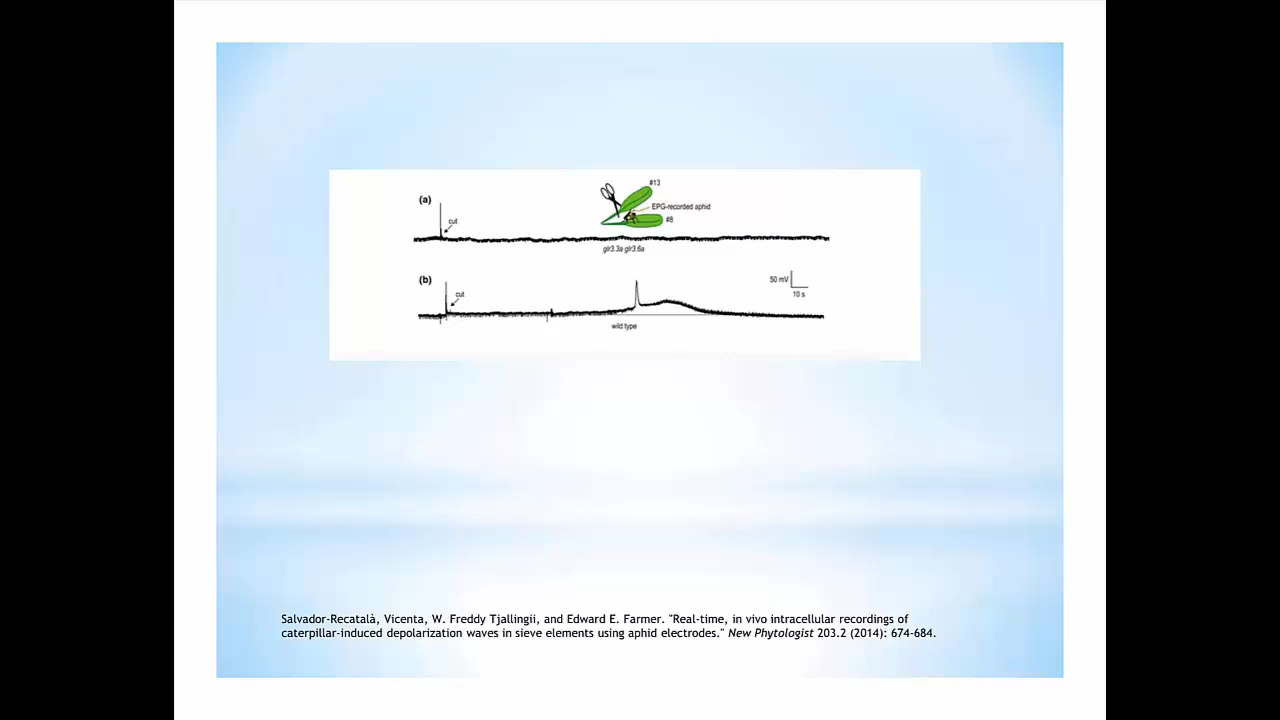 #13
(a)
EPG-recorded aphid
cut
#8
glr3.3a glr3.6a
(b)
50 mV
cut
10 s
wild type
Salvador-Recatalà, Vicenta, W. Freddy Tjallingii, and Edward E. Farmer. "Real-time, in vivo intracellular recordings of
caterpillar-induced depolarization waves in sieve elements using aphid electrodes." New Phytologist 203.2 (2014): 674-684.